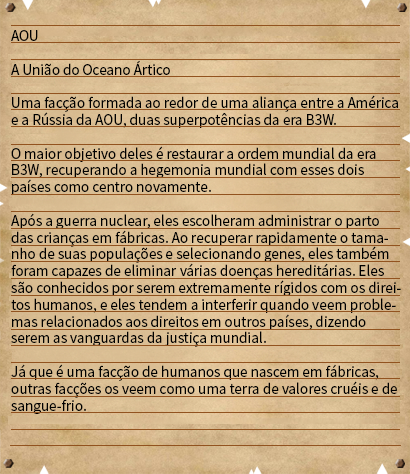 AOU
A União do Oceano Ártico
Uma facção formada ao redor de uma aliança entre a América
e a Rússia da AOU, duas superpotências da era B3W.
O maior objetivo deles é restaurar a ordem mundial da era
B3W, recuperando a hegemonia mundial com esses dois
países como centro novamente.
Após a guerra nuclear, eles escolheram administrar o parto
das crianças em fábricas. Ao recuperar rapidamente o tama-
nho de suas populações e selecionando genes, eles também
foram capazes de eliminar várias doenças hereditárias. Eles
são conhecidos por serem extremamente rígidos com os direi-
tos humanos, e eles tendem a interferir quando veem proble-
mas relacionados aos direitos em outros países, dizendo
serem as vanguardas da justiça mundial.
Já que é uma facção de humanos que nascem em fábricas,
outras facções os veem como uma terra de valores cruéis e de
sangue-frio.